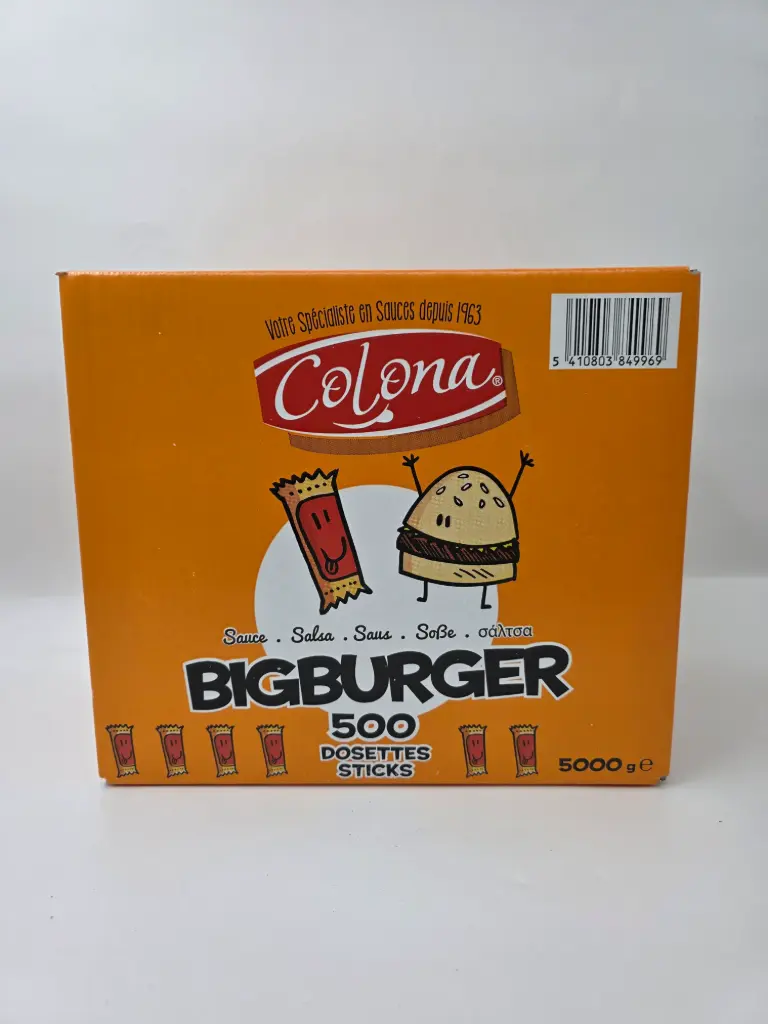 Votre Spécialiste en Sauces depuis 1963
Colona®
5 410803 849969
Sauce . Salsa . Saus . Soße . σάλτσα
BIGBURGER
500
DOSETTES
STICKS
5000 g ℮